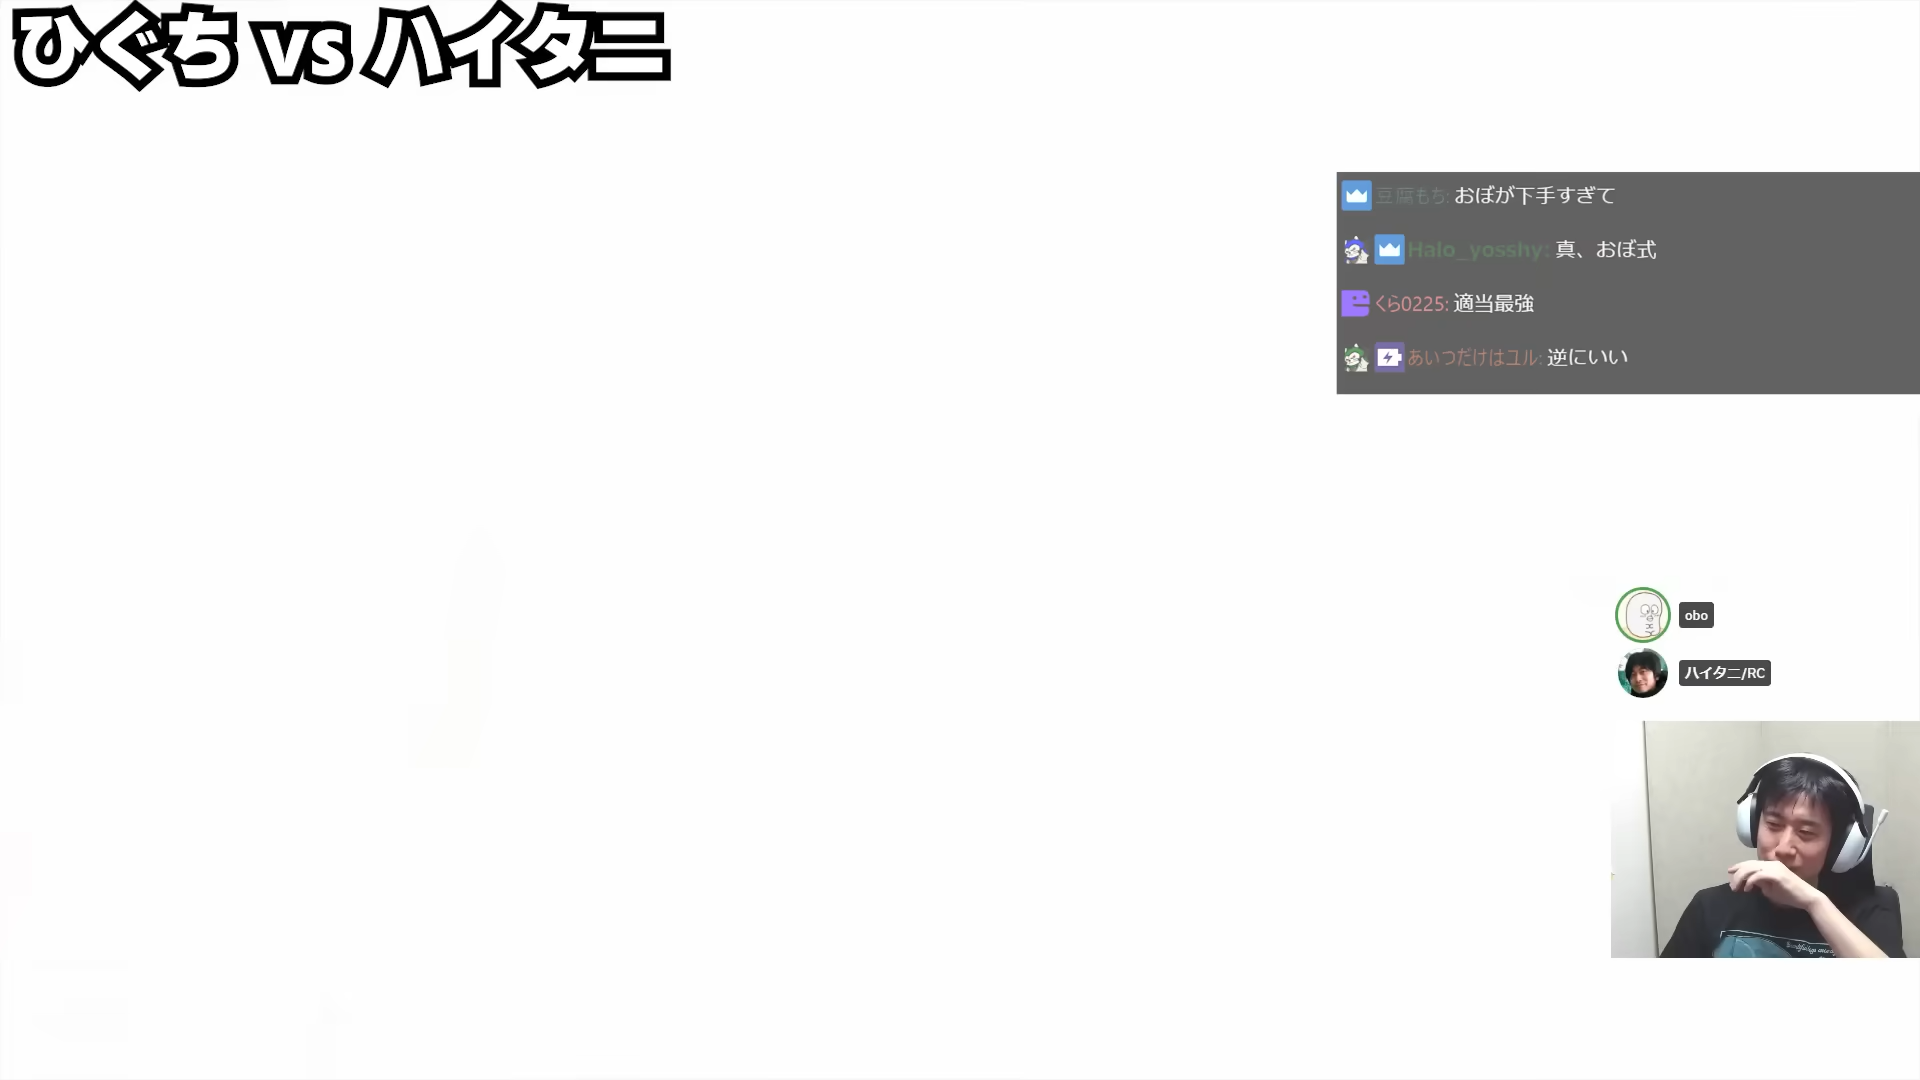 ひぐち vs ハイタニ
豆腐もち: おぼが下手すぎて
Halo_yosshy: 真、おぼ式
くら0225: 適当最強
あいつだけはユル: 逆にいい
obo
ハイタニ/RC